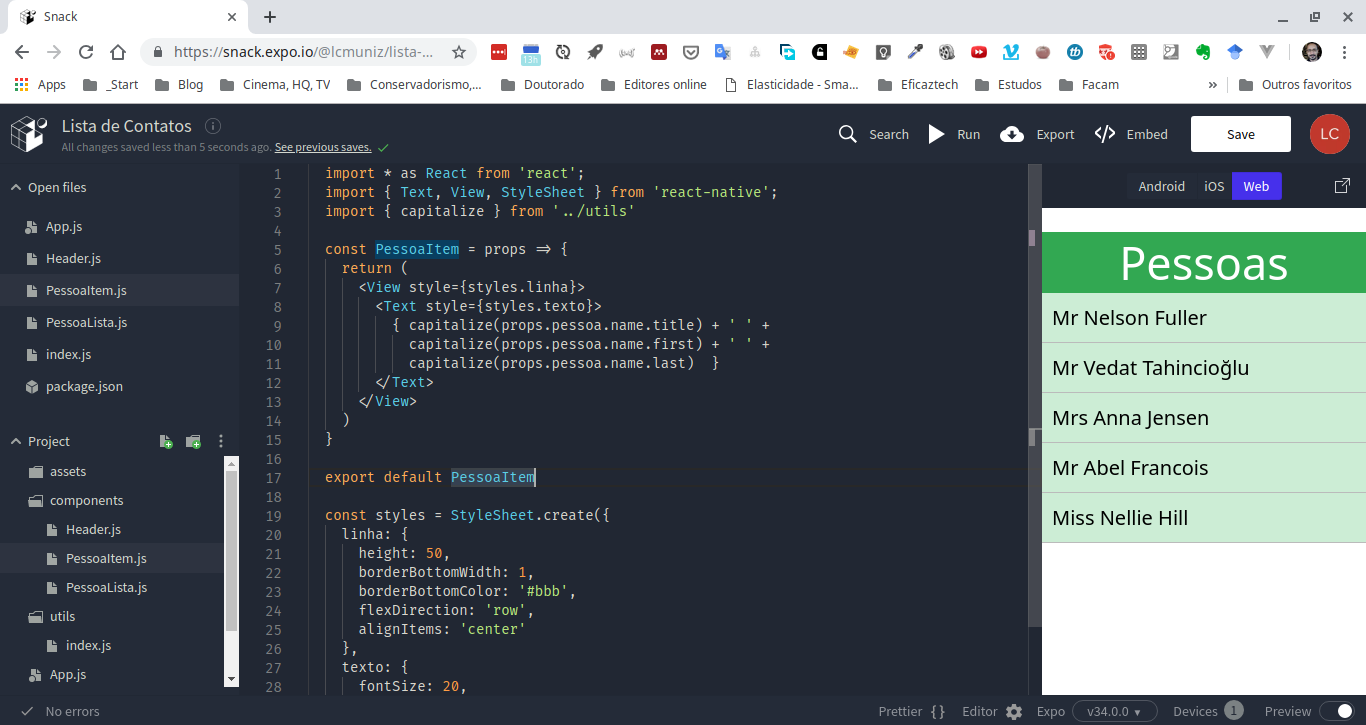 Snack
https://snack.expo.io/@lcmuniz/lista-...
13h
Apps
_Start
Blog
Cinema, HQ, TV
Conservadorismo,...
Doutorado
Editores online
Elasticidade - Sma...
Eficaztech
Estudos
Facam
»
Outros favoritos
Lista de Contatos
All changes saved less than 5 seconds ago. See previous saves.
Search
Run
Export
Embed
Save
LC
Open files
App.js
Header.js
PessoaItem.js
PessoaLista.js
index.js
package.json
Project
assets
components
Header.js
PessoaItem.js
PessoaLista.js
utils
index.js
App.js
1 import * as React from 'react';
2 import { Text, View, StyleSheet } from 'react-native';
3 import { capitalize } from '../utils'
4
5 const PessoaItem = props => {
6 return (
7 <View style={styles.linha}>
8 <Text style={styles.texto}>
9 { capitalize(props.pessoa.name.title) + ' ' +
10 capitalize(props.pessoa.name.first) + ' ' +
11 capitalize(props.pessoa.name.last) }
12 </Text>
13 </View>
14 )
15 }
16
17 export default PessoaItem
18
19 const styles = StyleSheet.create({
20 linha: {
21 height: 50,
22 borderBottomWidth: 1,
23 borderBottomColor: '#bbb',
24 flexDirection: 'row',
25 alignItems: 'center'
26 },
27 texto: {
28 fontSize: 20,
Android
iOS
Web
Pessoas
Mr Nelson Fuller
Mr Vedat Tahincioğlu
Mrs Anna Jensen
Mr Abel Francois
Miss Nellie Hill
No errors
Prettier { }
Editor
Expo
v34.0.0
Devices
1
Preview